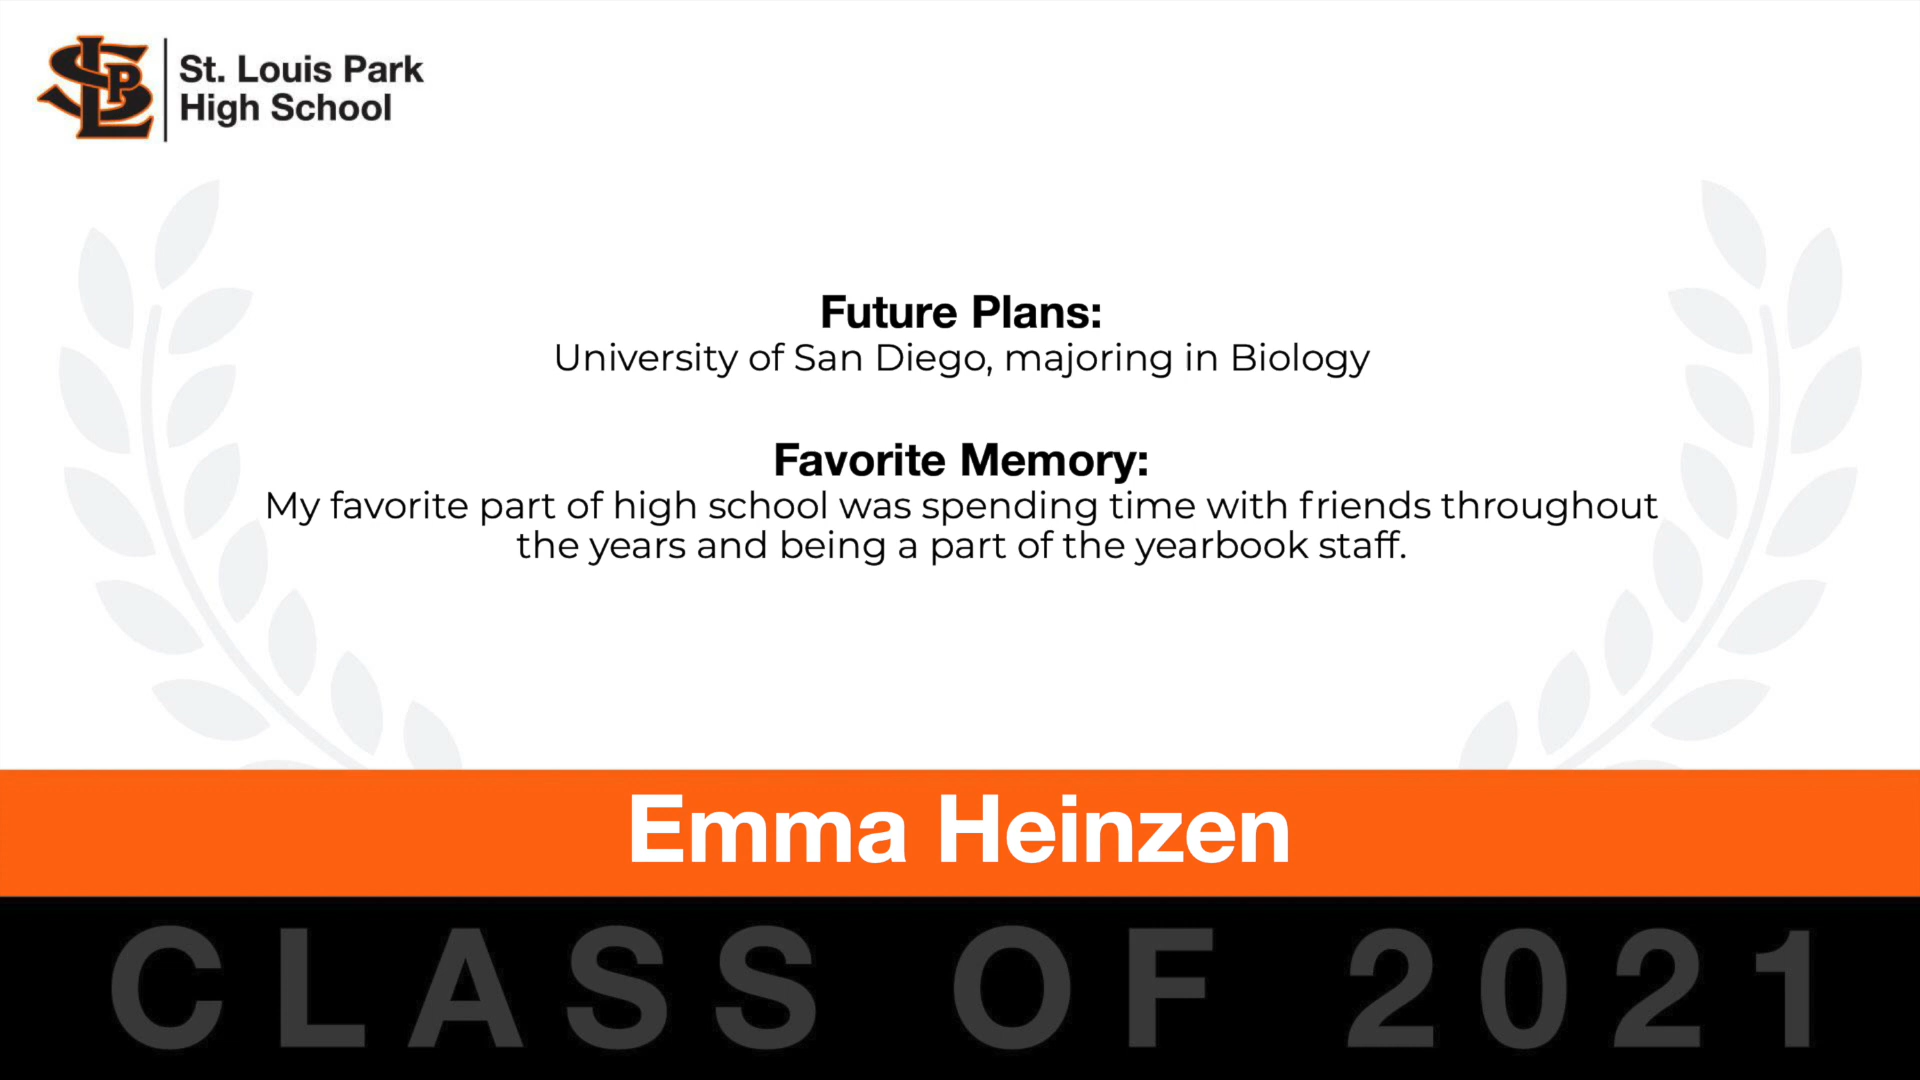 SLP
St. Louis Park
High School
Future Plans:
University of San Diego, majoring in Biology
Favorite Memory:
My favorite part of high school was spending time with friends throughout
the years and being a part of the yearbook staff.
Emma Heinzen
CLASS OF 2021